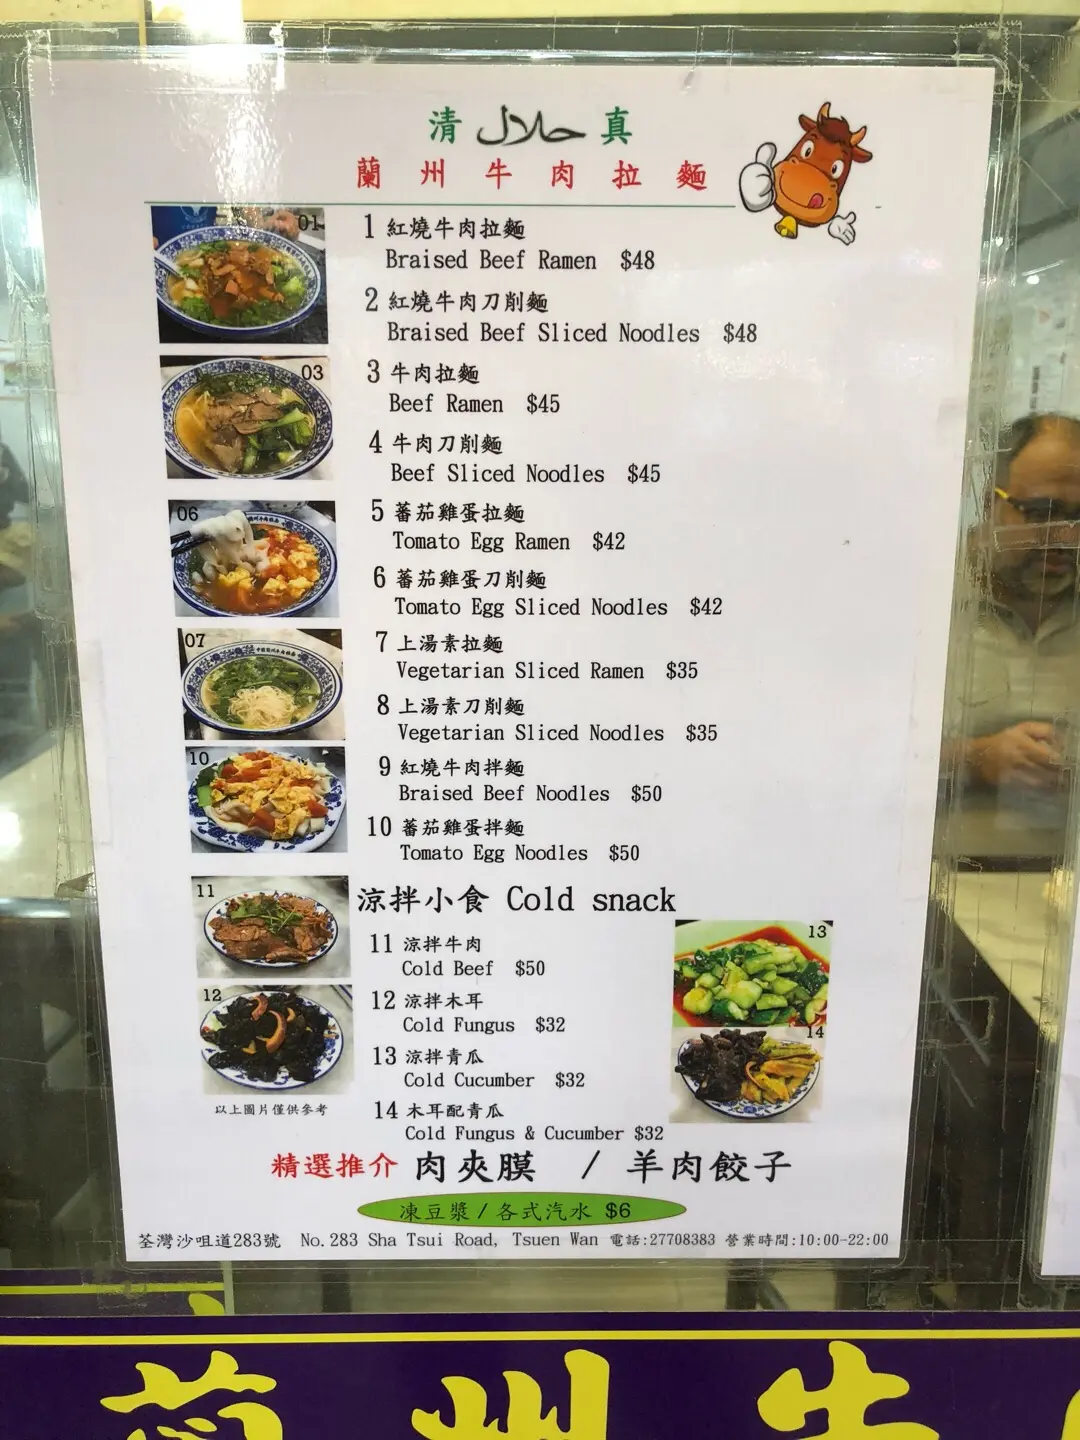 清 حلال 真
蘭州牛肉拉麵
01
1 紅燒牛肉拉麵
Braised Beef Ramen $48
2 紅燒牛肉刀削麵
Braised Beef Sliced Noodles $48
03
3 牛肉拉麵
Beef Ramen $45
4 牛肉刀削麵
Beef Sliced Noodles $45
06
5 蕃茄雞蛋拉麵
Tomato Egg Ramen $42
6 蕃茄雞蛋刀削麵
Tomato Egg Sliced Noodles $42
07
7 上湯素拉麵
Vegetarian Sliced Ramen $35
8 上湯素刀削麵
Vegetarian Sliced Noodles $35
10
9 紅燒牛肉拌麵
Braised Beef Noodles $50
10 蕃茄雞蛋拌麵
Tomato Egg Noodles $50
涼拌小食 Cold snack
11
11 涼拌牛肉
Cold Beef $50
12
12 涼拌木耳
Cold Fungus $32
13
13 涼拌青瓜
Cold Cucumber $32
14
14 木耳配青瓜
Cold Fungus & Cucumber $32
以上圖片僅供參考
精選推介 肉夾膜 / 羊肉餃子
凍豆漿 / 各式汽水 $6
荃灣沙咀道283號 No.283 Sha Tsui Road, Tsuen Wan 電話:27708383 營業時間:10:00-22:00
蘭州牛